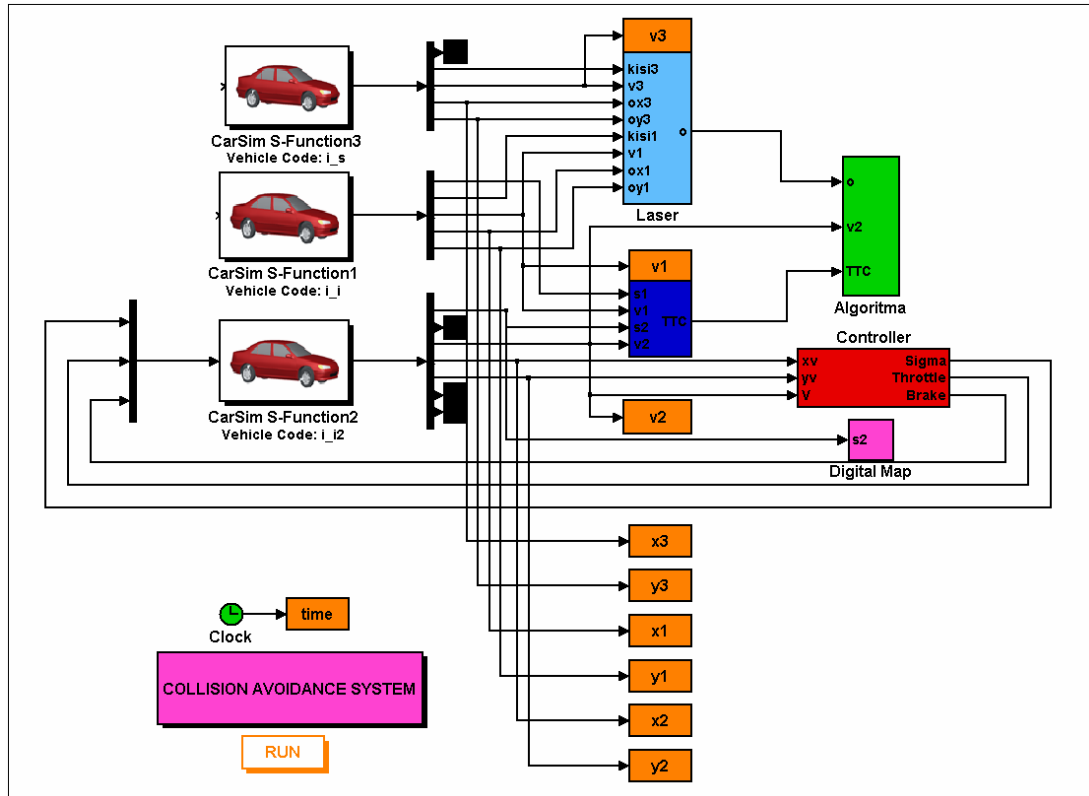 v3
kisi3
v3
ox3
oy3
kisi1
v1
ox1
oy1
o
Laser
CarSim S-Function3
Vehicle Code: i_s
CarSim S-Function1
Vehicle Code: i_i
CarSim S-Function2
Vehicle Code: i_i2
v1
s1
v1
s2
v2
TTC
o
v2
TTC
Algoritma
Controller
xv
yv
V
Sigma
Throttle
Brake
v2
s2
Digital Map
x3
y3
x1
y1
x2
y2
time
Clock
COLLISION AVOIDANCE SYSTEM
RUN